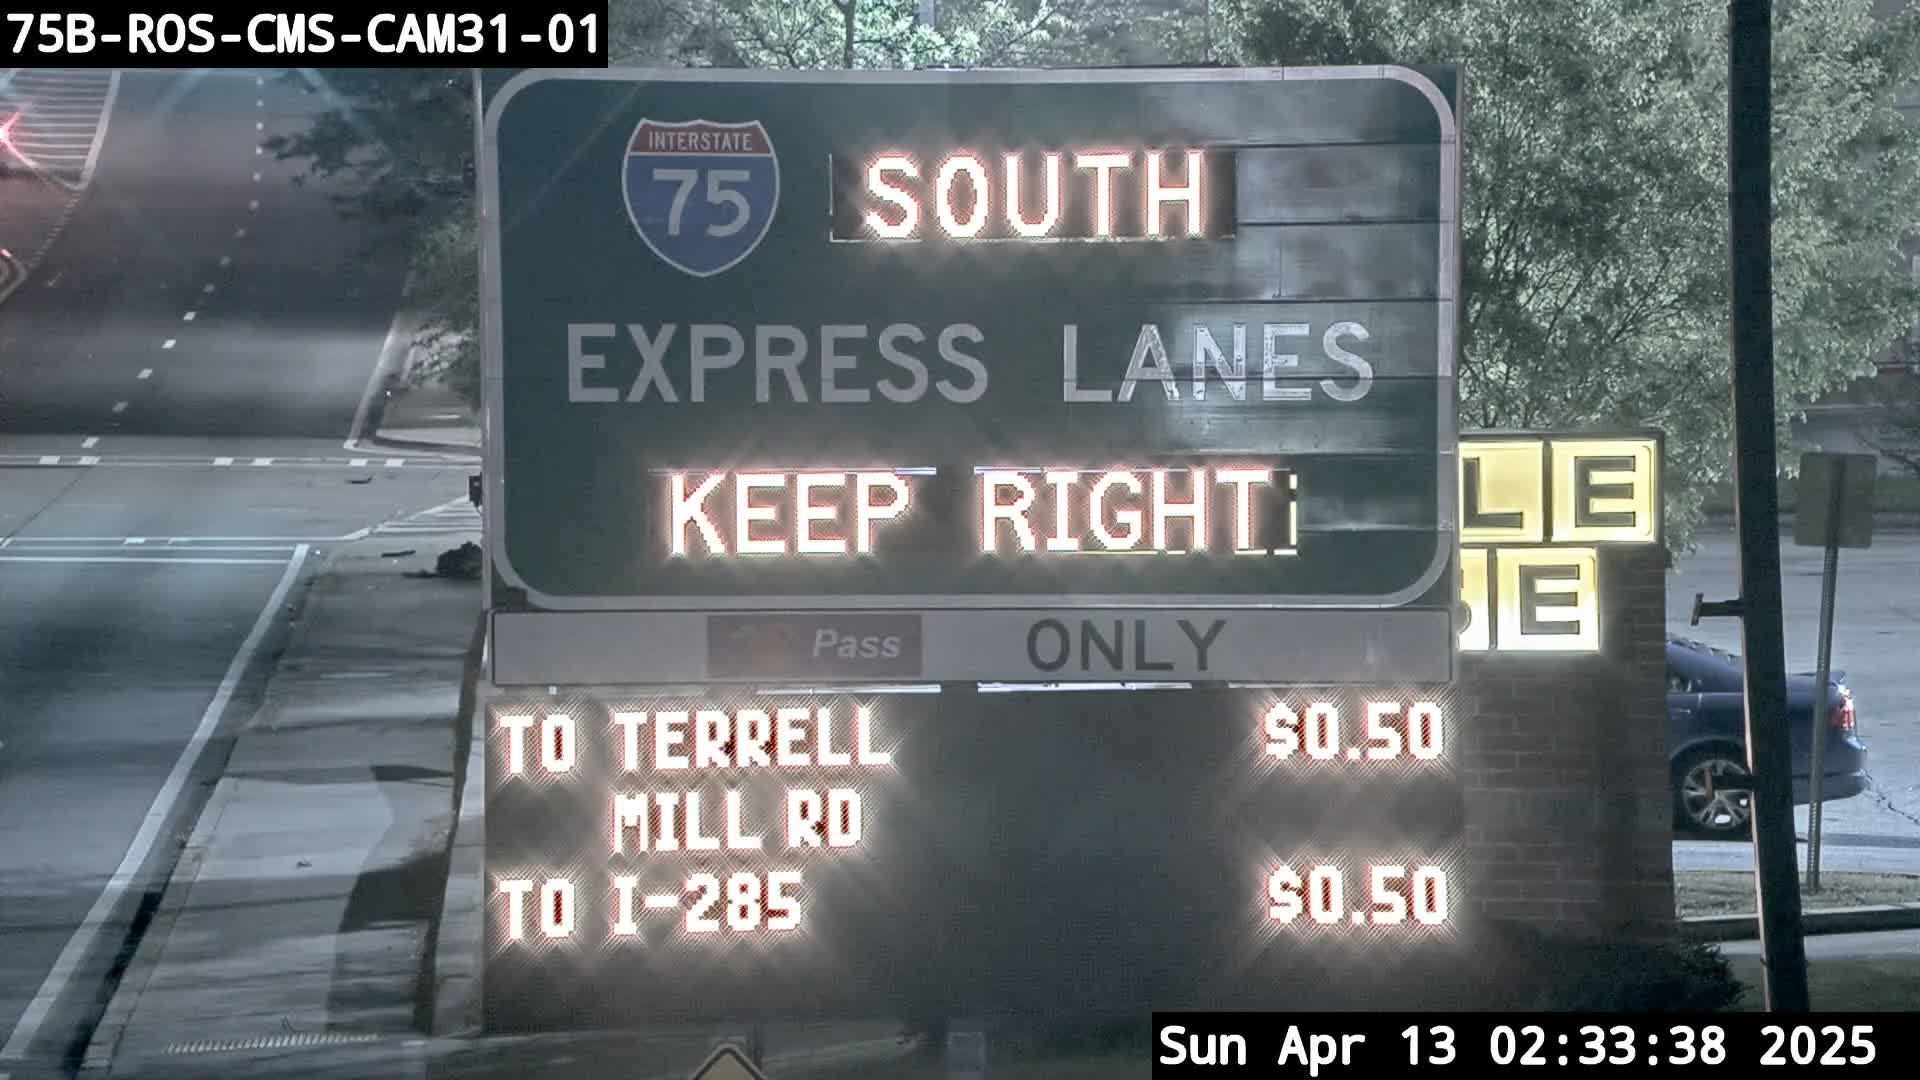 75B-ROS-CMS-CAM31-01
INTERSTATE
75
SOUTH
EXPRESS LANES
KEEP RIGHT
LE
E
Pass ONLY
TO TERRELL $0.50
MILL RD
TO I-285 $0.50
Sun Apr 13 02:33:38 2025